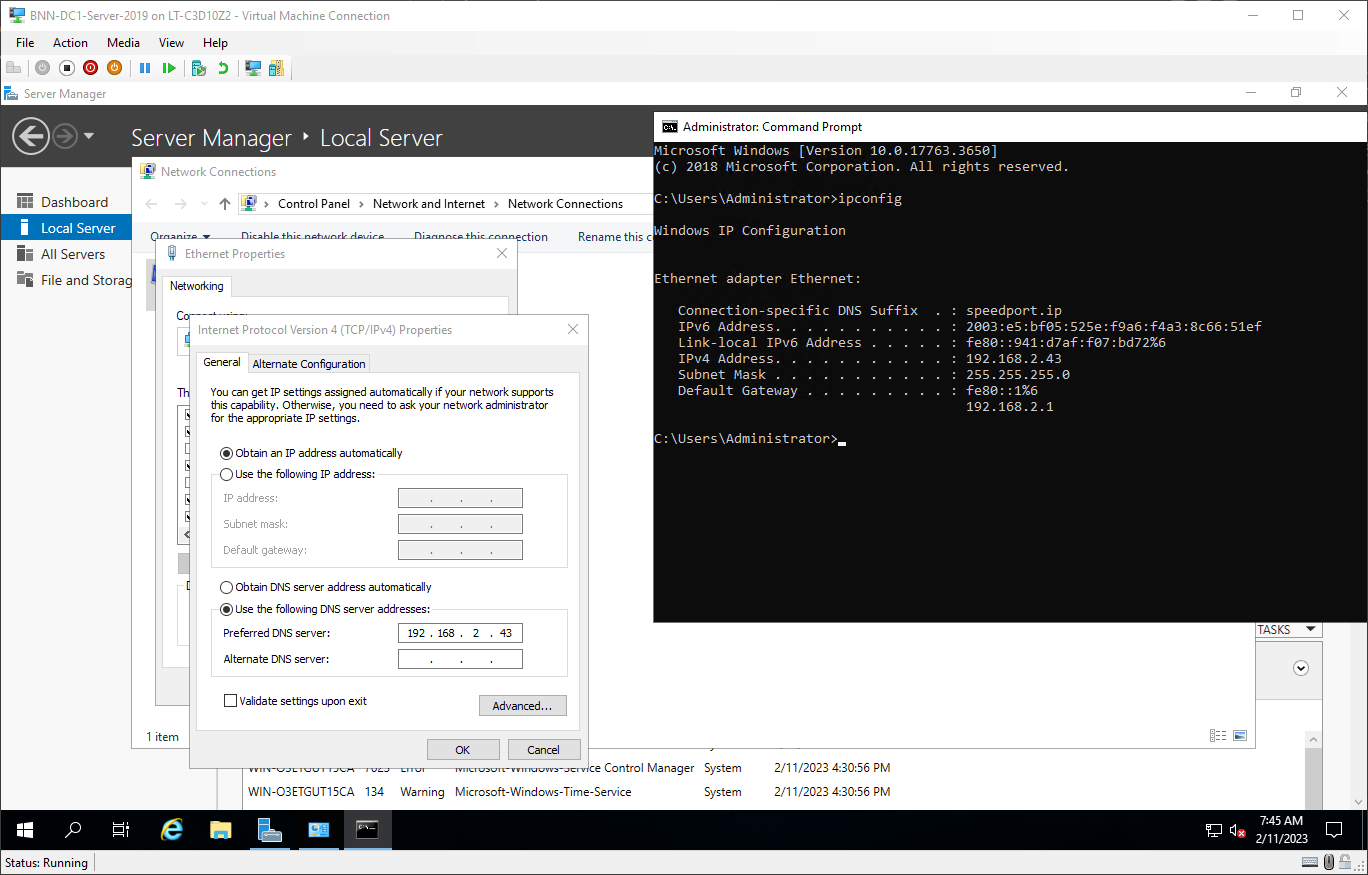 BNN-DC1-Server-2019 on LT-C3D10Z2 - Virtual Machine Connection
File Action Media View Help
Server Manager
Server Manager Local Server
Dashboard
Local Server
All Servers
File and Storag
Network Connections
Control Panel Network and Internet Network Connections
Organize Disable this network device Diagnose this connection Rename this c
Ethernet Properties
Networking
Connect using:
Th
Internet Protocol Version 4 (TCP/IPv4) Properties
General Alternate Configuration
You can get IP settings assigned automatically if your network supports
this capability. Otherwise, you need to ask your network administrator
for the appropriate IP settings.
Obtain an IP address automatically
Use the following IP address:
IP address: . . .
Subnet mask: . . .
Default gateway: . . .
Obtain DNS server address automatically
Use the following DNS server addresses:
Preferred DNS server: 192 . 168 . 2 . 43
Alternate DNS server: . . .
Validate settings upon exit
Advanced...
OK Cancel
1 item
Administrator: Command Prompt
Microsoft Windows [Version 10.0.17763.3650]
(c) 2018 Microsoft Corporation. All rights reserved.
C:\Users\Administrator>ipconfig
Windows IP Configuration
Ethernet adapter Ethernet:
Connection-specific DNS Suffix . : speedport.ip
IPv6 Address. . . . . . . . . . . : 2003:e5:bf05:525e:f9a6:f4a3:8c66:51ef
Link-local IPv6 Address . . . . . : fe80::941:d7af:f07:bd72%6
IPv4 Address. . . . . . . . . . . : 192.168.2.43
Subnet Mask . . . . . . . . . . . : 255.255.255.0
Default Gateway . . . . . . . . . : fe80::1%6
192.168.2.1
C:\Users\Administrator>
TASKS
WIN-O3ETGUT15CA 7023 Error Microsoft-Windows-Service Control Manager System 2/11/2023 4:30:56 PM
WIN-O3ETGUT15CA 134 Warning Microsoft-Windows-Time-Service System 2/11/2023 4:30:56 PM
7:45 AM
2/11/2023
Status: Running